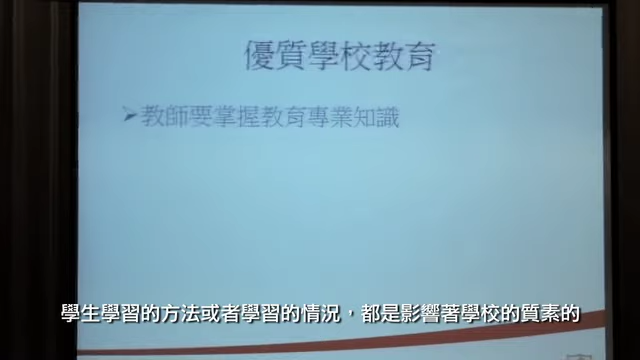 優質學校教育
➢教師要掌握教育專業知識
學生學習的方法或者學習的情況，都是影響著學校的質素的